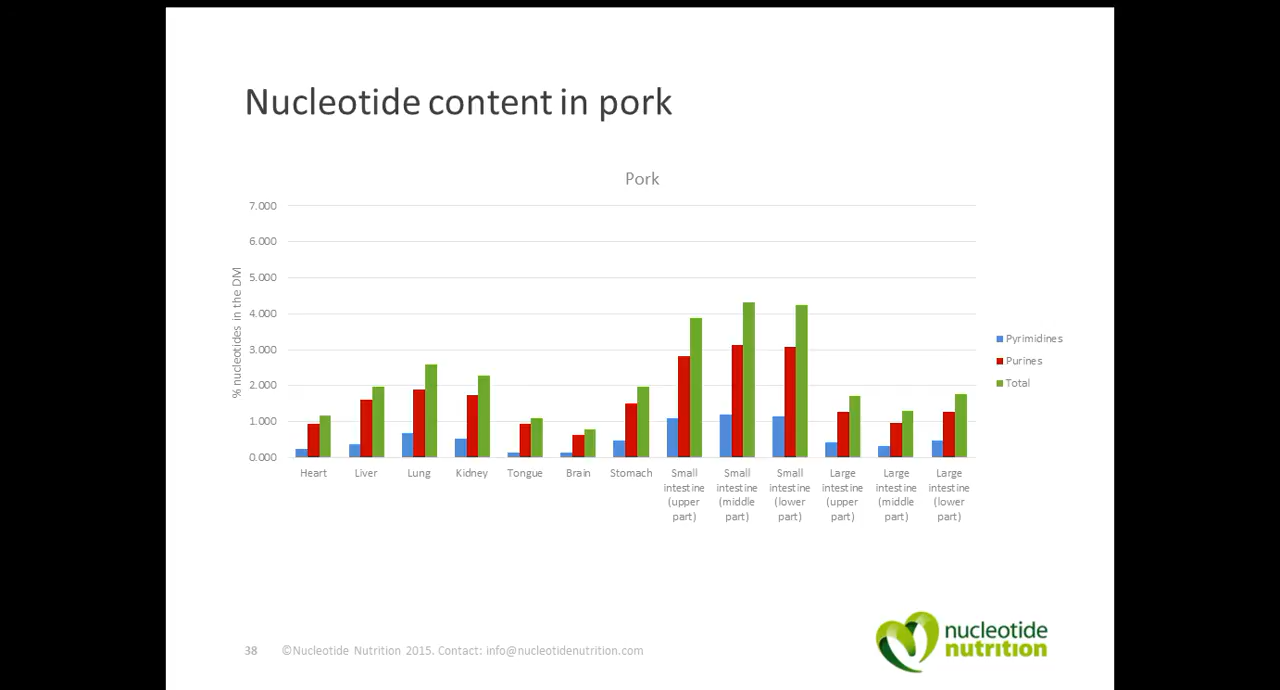 Nucleotide content in pork
Pork
7.000
6.000
5.000
4.000
3.000
2.000
1.000
0.000
% nucleotides in the DM
Heart
Liver
Lung
Kidney
Tongue
Brain
Stomach
Small
intestine
(upper
part)
Small
intestine
(middle
part)
Small
intestine
(lower
part)
Large
intestine
(upper
part)
Large
intestine
(middle
part)
Large
intestine
(lower
part)
Pyrimidines
Purines
Total
38 ©Nucleotide Nutrition 2015. Contact: info@nucleotidenutrition.com
nucleotide
nutrition